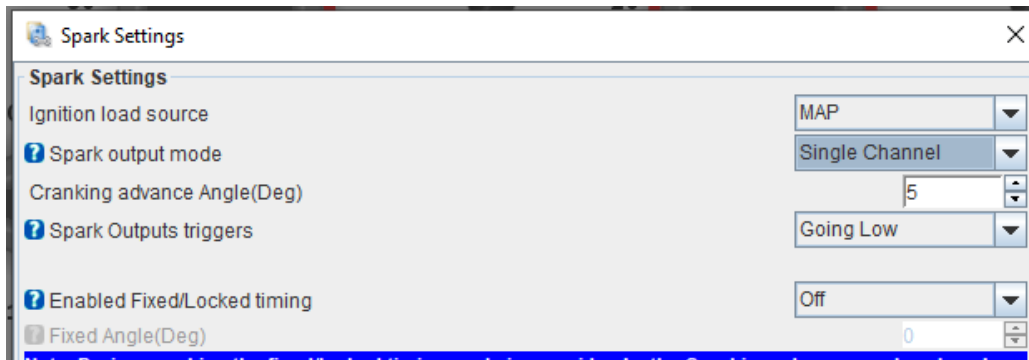 Spark Settings
Spark Settings
Ignition load source MAP
Spark output mode Single Channel
Cranking advance Angle(Deg) 5
Spark Outputs triggers Going Low
Enabled Fixed/Locked timing Off
Fixed Angle(Deg) 0